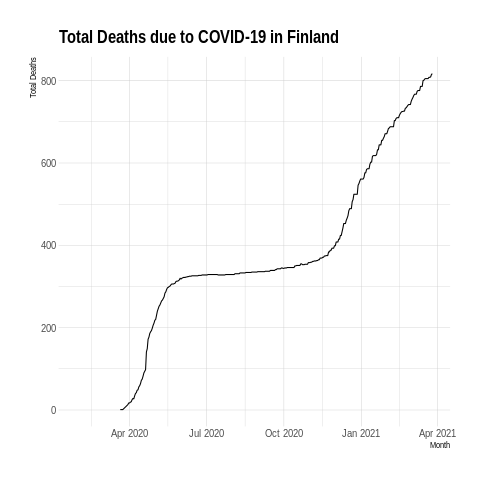 Total Deaths due to COVID-19 in Finland
Total Deaths
800
600
400
200
0
Apr 2020 Jul 2020 Oct 2020 Jan 2021 Apr 2021
Month